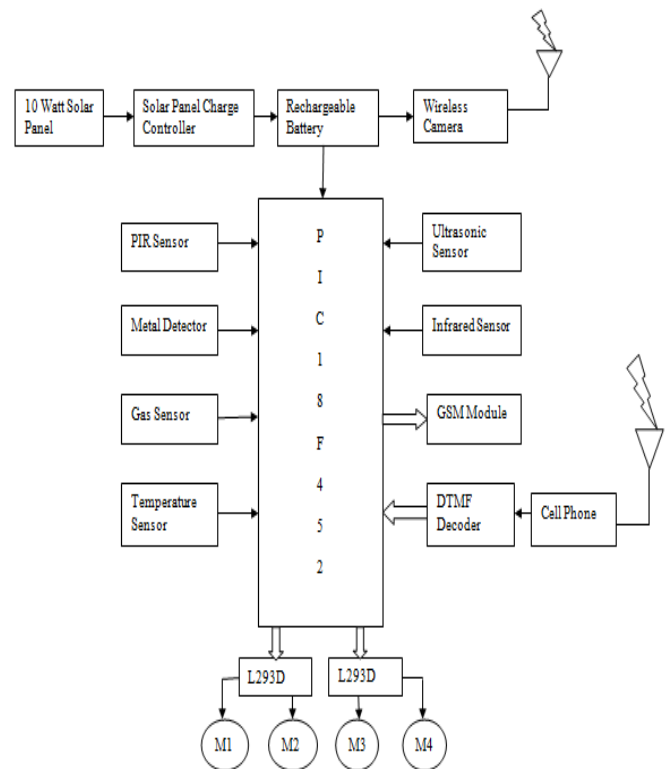 10 Watt Solar
Panel
Solar Panel Charge
Controller
Rechargeable
Battery
Wireless
Camera
PIR Sensor
Metal Detector
Gas Sensor
Temperature
Sensor
P
I
C
1
8
F
4
5
2
Ultrasonic
Sensor
Infrared Sensor
GSM Module
DTMF
Decoder
Cell Phone
L293D
L293D
M1
M2
M3
M4